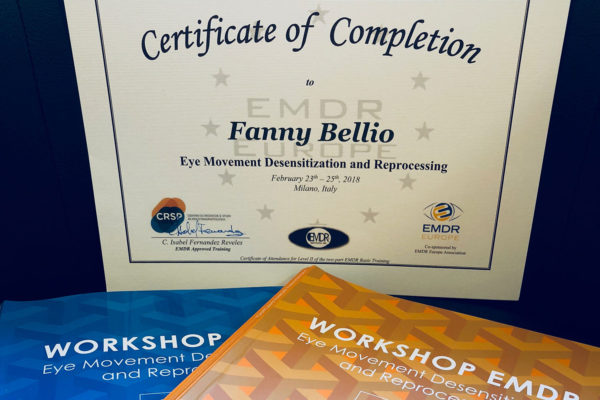 Certificate of Completion
to
EMDR
EUROPE
Fanny Bellio
Eye Movement Desensitization and Reprocessing
February 23th – 25th, 2018
Milano, Italy
CRSP
C. Isabel Fernandez Reveles
EMDR Approved Training
EMDR
EMDR
EUROPE
Co-sponsored by
EMDR Europe Association
Certificate of Attendance for Level II of the two part EMDR Basic Training
WORKSHOP
Eye Movement
and Repro
WORKSHOP EMDR
Eye Movement Desensiti
and Reproce